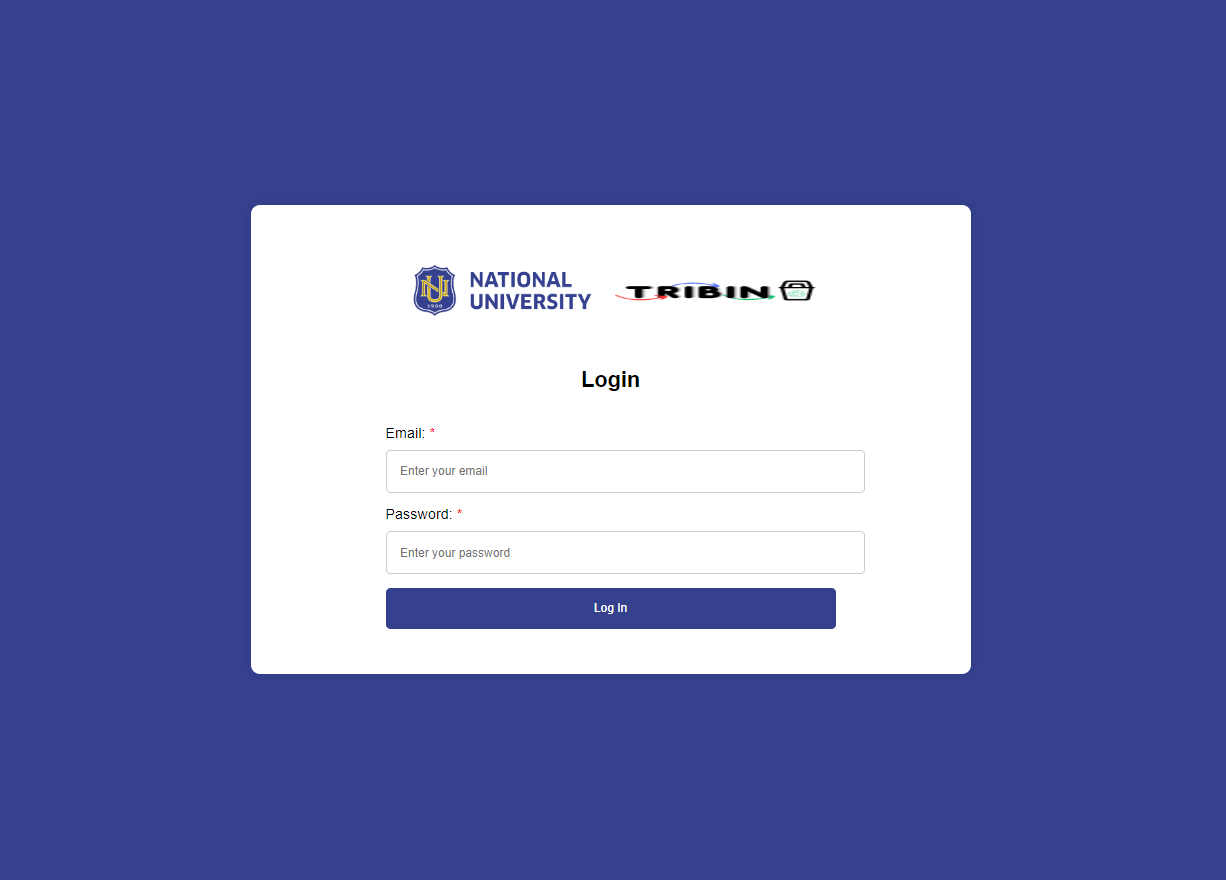 NATIONAL
UNIVERSITY
NU
1900
TRIBIN
Login
Email: *
Enter your email
Password: *
Enter your password
Log In